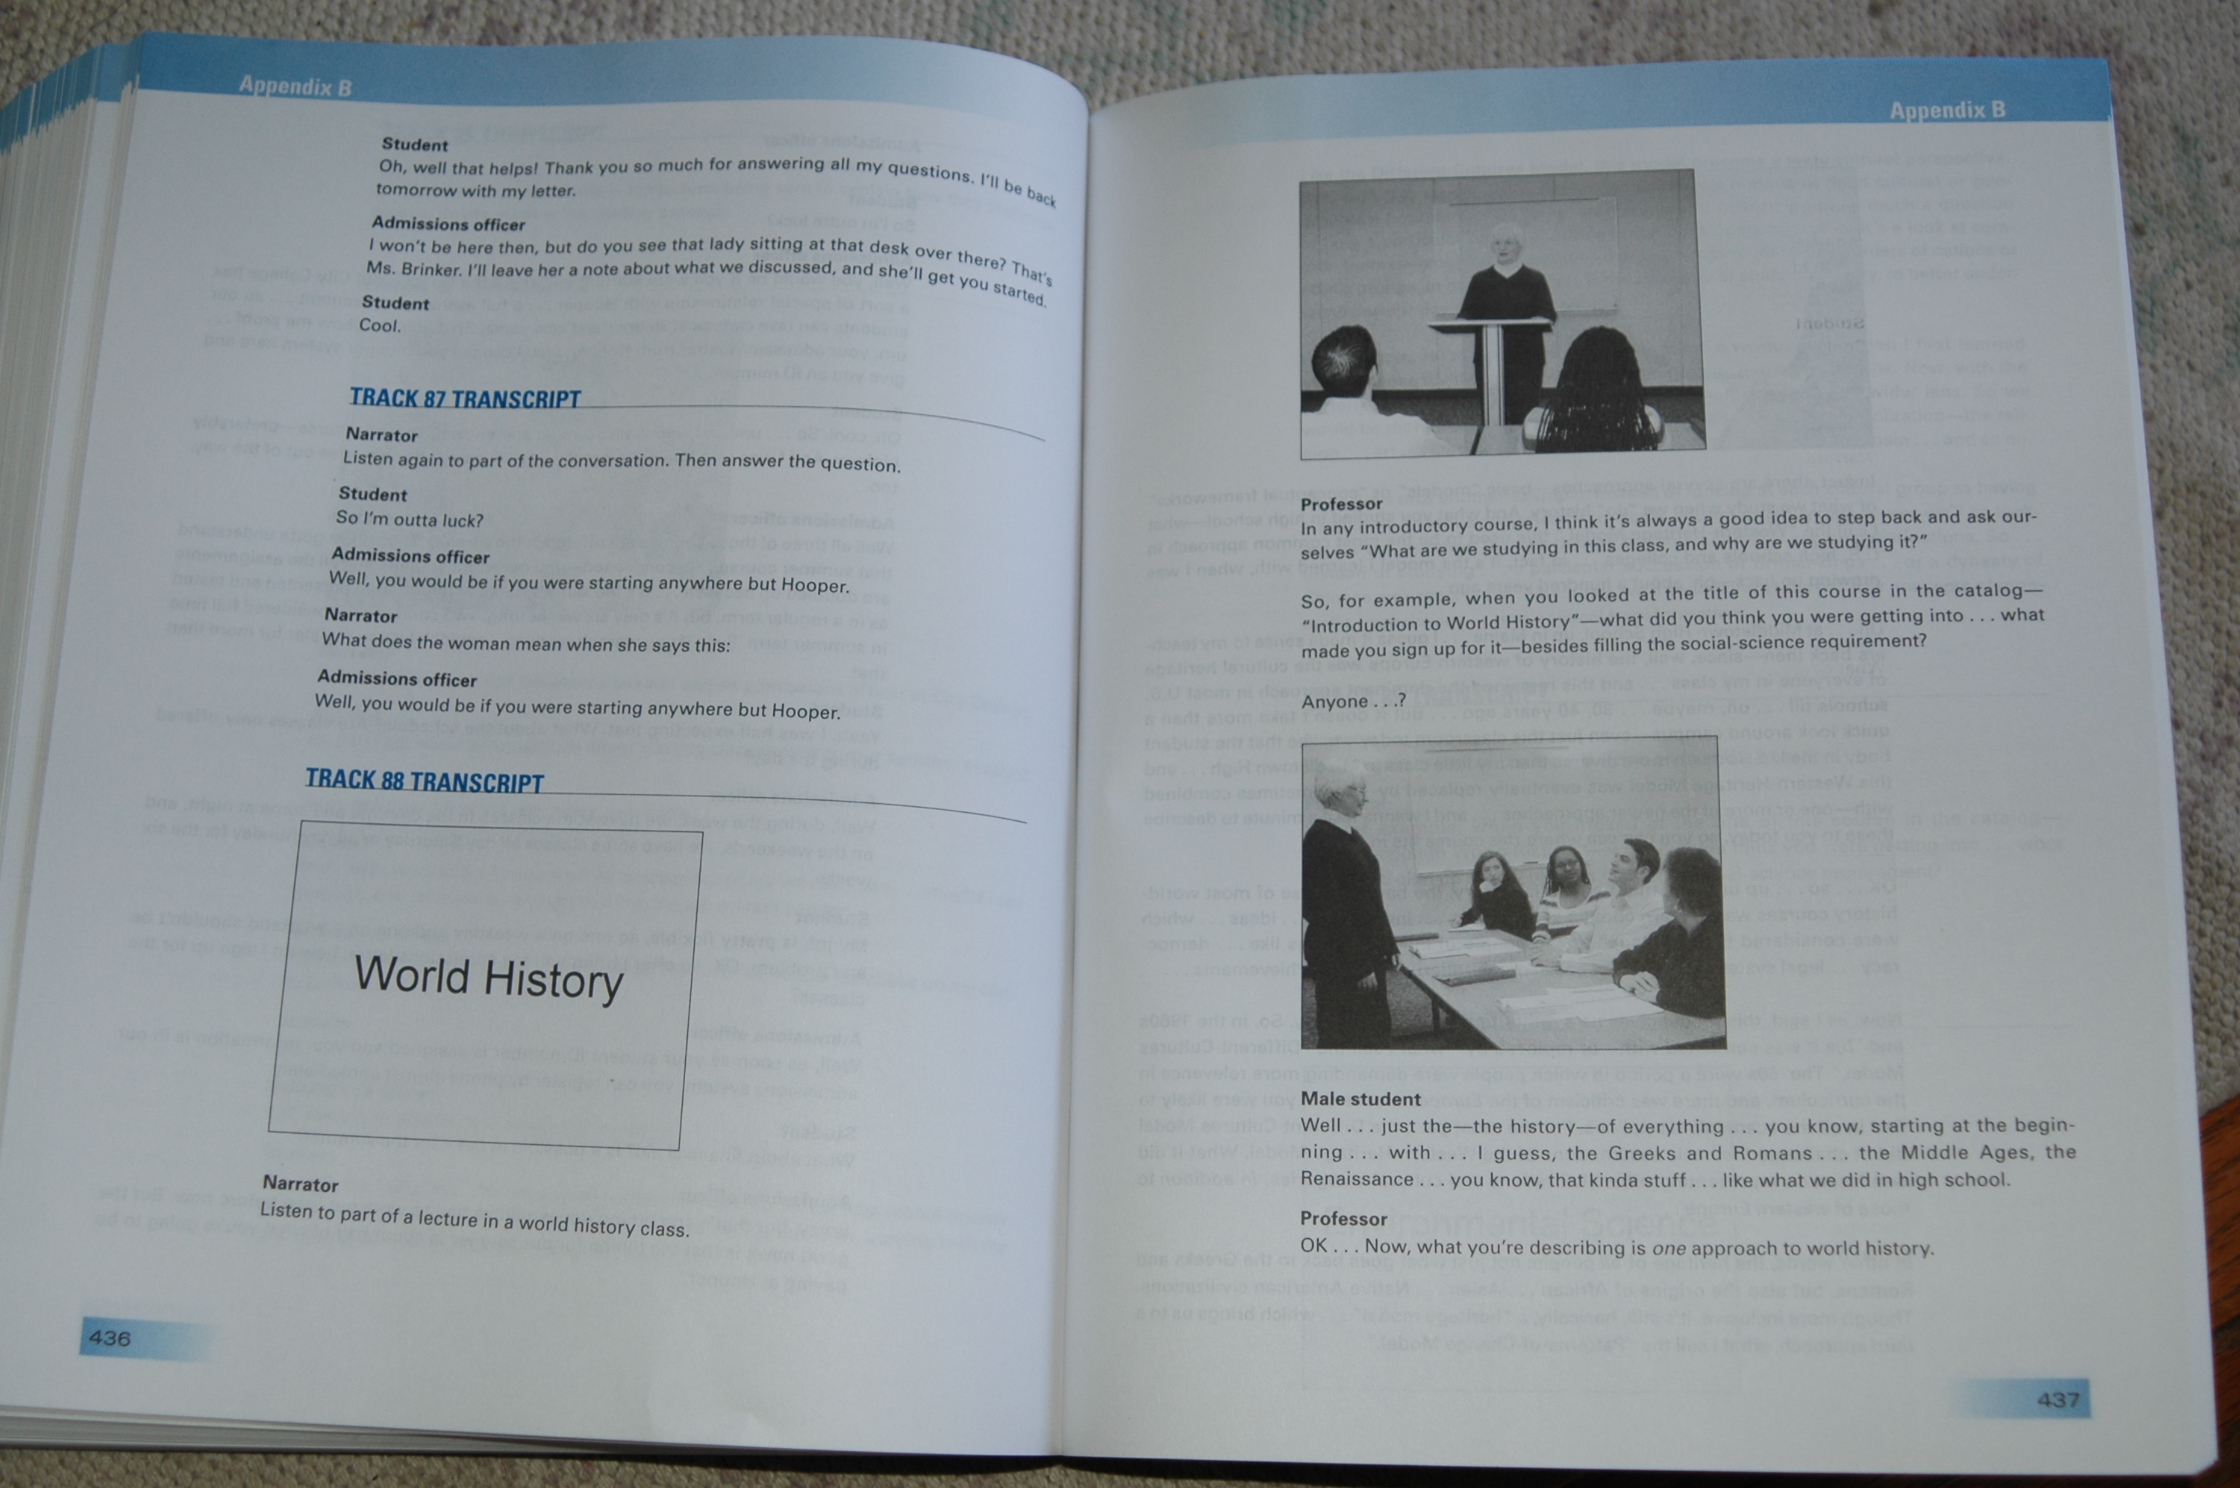 Appendix B
Student
Oh, well that helps! Thank you so much for answering all my questions. I'll be back
tomorrow with my letter.
Admissions officer
I won't be here then, but do you see that lady sitting at that desk over there? That's
Ms. Brinker. I'll leave her a note about what we discussed, and she'll get you started.
Student
Cool.
TRACK 87 TRANSCRIPT
Narrator
Listen again to part of the conversation. Then answer the question.
Student
So I'm outta luck?
Admissions officer
Well, you would be if you were starting anywhere but Hooper.
Narrator
What does the woman mean when she says this:
Admissions officer
Well, you would be if you were starting anywhere but Hooper.
TRACK 88 TRANSCRIPT
World History
Narrator
Listen to part of a lecture in a world history class.
436
Appendix B
Professor
In any introductory course, I think it's always a good idea to step back and ask our-
selves "What are we studying in this class, and why are we studying it?"
So, for example, when you looked at the title of this course in the catalog—
"Introduction to World History"—what did you think you were getting into . . . what
made you sign up for it—besides filling the social-science requirement?
Anyone . . .?
Male student
Well . . . just the—the history—of everything . . . you know, starting at the begin-
ning . . . with . . . I guess, the Greeks and Romans . . . the Middle Ages, the
Renaissance . . . you know, that kinda stuff . . . like what we did in high school.
Professor
OK . . . Now, what you're describing is one approach to world history.
437